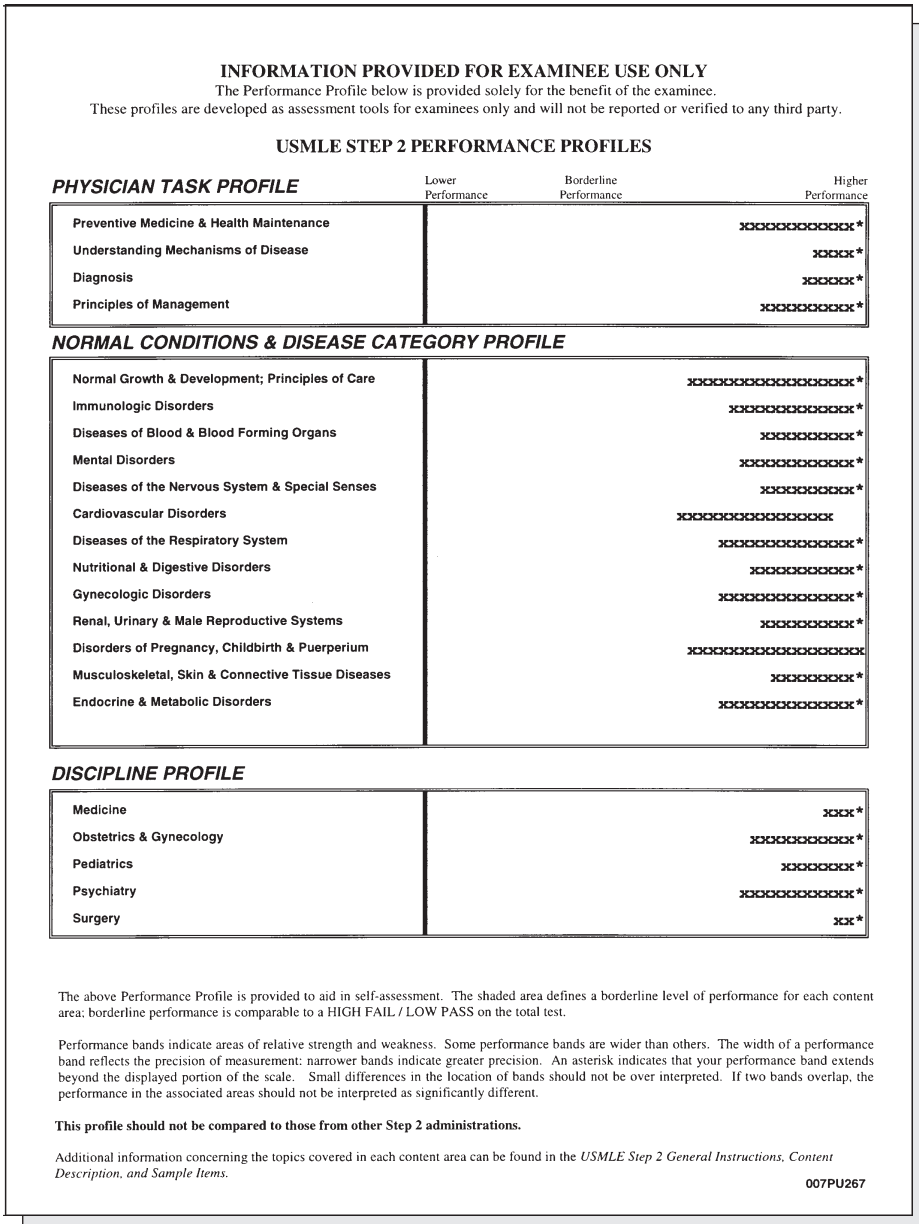 INFORMATION PROVIDED FOR EXAMINEE USE ONLY
The Performance Profile below is provided solely for the benefit of the examinee.
These profiles are developed as assessment tools for examinees only and will not be reported or verified to any third party.
USMLE STEP 2 PERFORMANCE PROFILES
PHYSICIAN TASK PROFILE
Lower Performance
Borderline Performance
Higher Performance
Preventive Medicine & Health Maintenance xxxxxxxxxxx*
Understanding Mechanisms of Disease xxxx*
Diagnosis xxxxx*
Principles of Management xxxxxxxxx*
NORMAL CONDITIONS & DISEASE CATEGORY PROFILE
Normal Growth & Development; Principles of Care xxxxxxxxxxxxxxxx*
Immunologic Disorders xxxxxxxxxxxx*
Diseases of Blood & Blood Forming Organs xxxxxxxxx*
Mental Disorders xxxxxxxxxxx*
Diseases of the Nervous System & Special Senses xxxxxxxxx*
Cardiovascular Disorders xxxxxxxxxxxxxxx
Diseases of the Respiratory System xxxxxxxxxxxxx*
Nutritional & Digestive Disorders xxxxxxxxxx*
Gynecologic Disorders xxxxxxxxxxxxx*
Renal, Urinary & Male Reproductive Systems xxxxxxxxx*
Disorders of Pregnancy, Childbirth & Puerperium xxxxxxxxxxxxxxxxx
Musculoskeletal, Skin & Connective Tissue Diseases xxxxxxxx*
Endocrine & Metabolic Disorders xxxxxxxxxxxxx*
DISCIPLINE PROFILE
Medicine xxx*
Obstetrics & Gynecology xxxxxxxxxx*
Pediatrics xxxxxxx*
Psychiatry xxxxxxxxxxx*
Surgery xx*
The above Performance Profile is provided to aid in self-assessment. The shaded area defines a borderline level of performance for each content
area; borderline performance is comparable to a HIGH FAIL / LOW PASS on the total test.
Performance bands indicate areas of relative strength and weakness. Some performance bands are wider than others. The width of a performance
band reflects the precision of measurement: narrower bands indicate greater precision. An asterisk indicates that your performance band extends
beyond the displayed portion of the scale. Small differences in the location of bands should not be over interpreted. If two bands overlap, the
performance in the associated areas should not be interpreted as significantly different.
This profile should not be compared to those from other Step 2 administrations.
Additional information concerning the topics covered in each content area can be found in the USMLE Step 2 General Instructions, Content
Description, and Sample Items.
007PU267